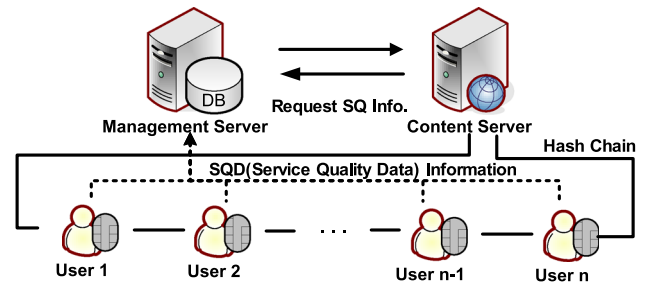 DB
Request SQ Info.
Management Server
Content Server
Hash Chain
SQD(Service Quality Data) Information
...
User 1
User 2
User n-1
User n